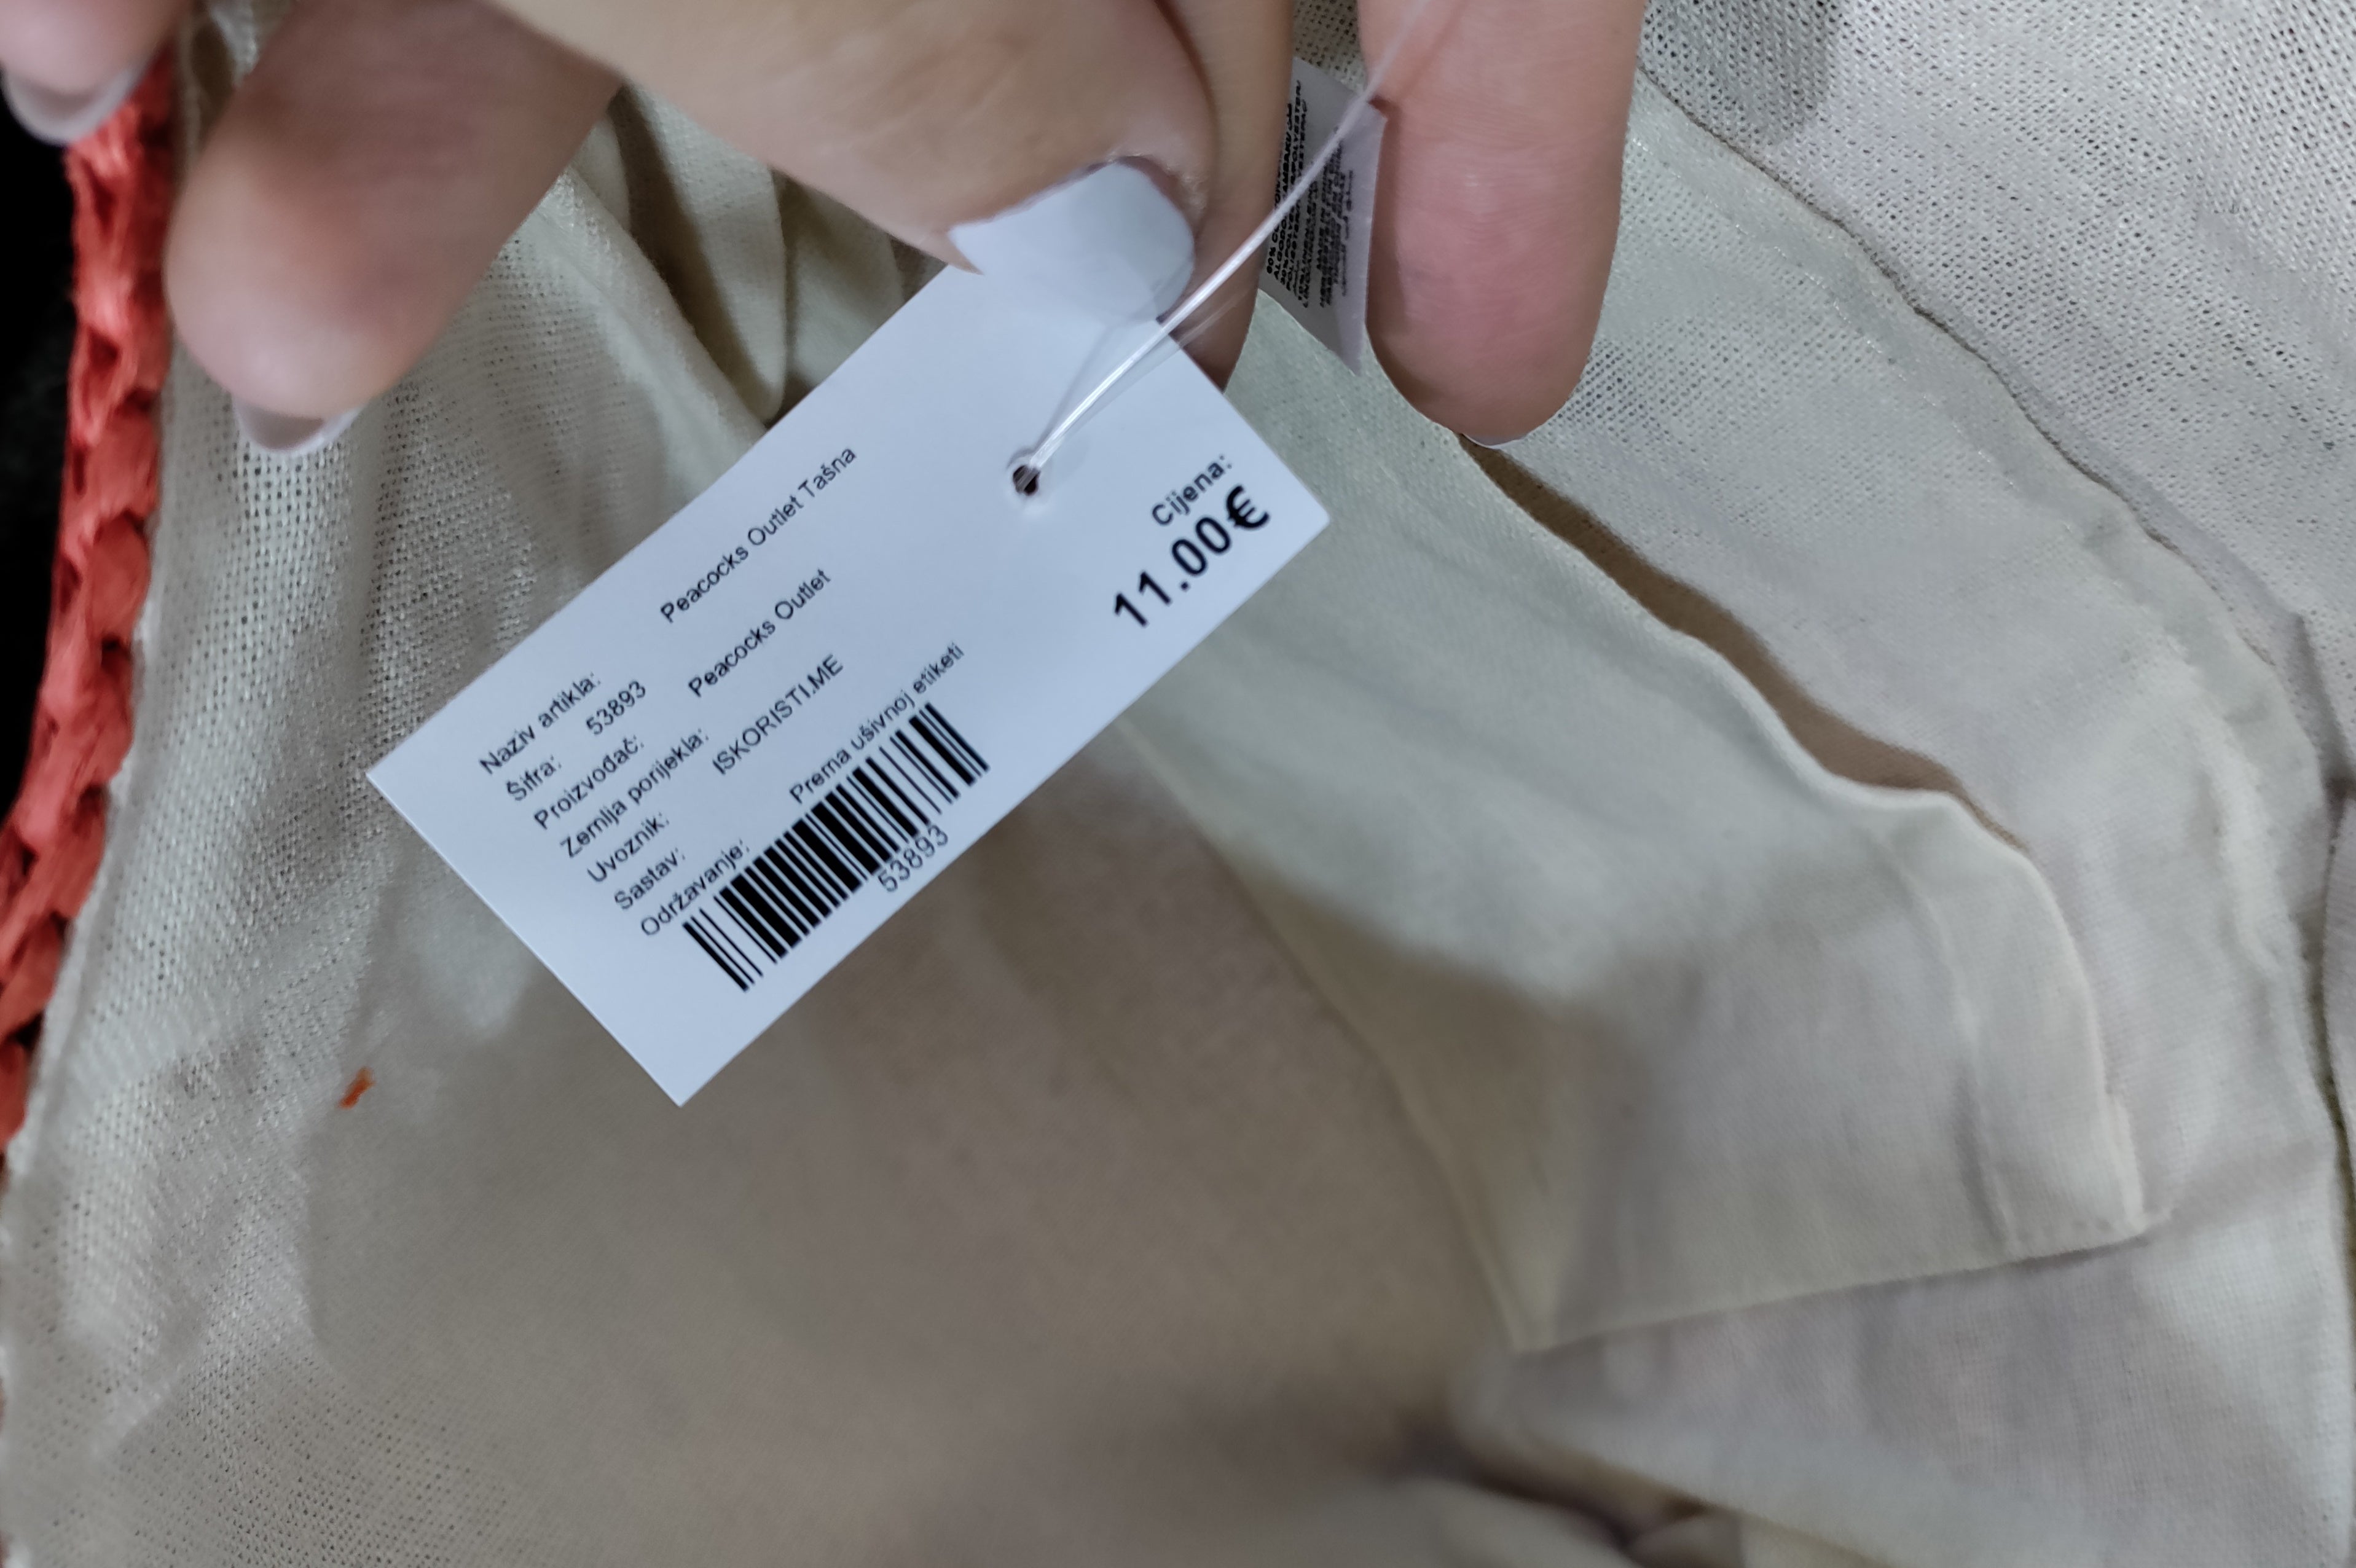 Naziv artikla: Peacocks Outlet Tašna
Šifra: 53893
Proizvođač: Peacocks Outlet
Zemlja porijekla:
Uvoznik: ISKORISTI.ME
Sastav:
Održavanje: Prema ušivnoj etiketi
53893
Cijena:
11.00€